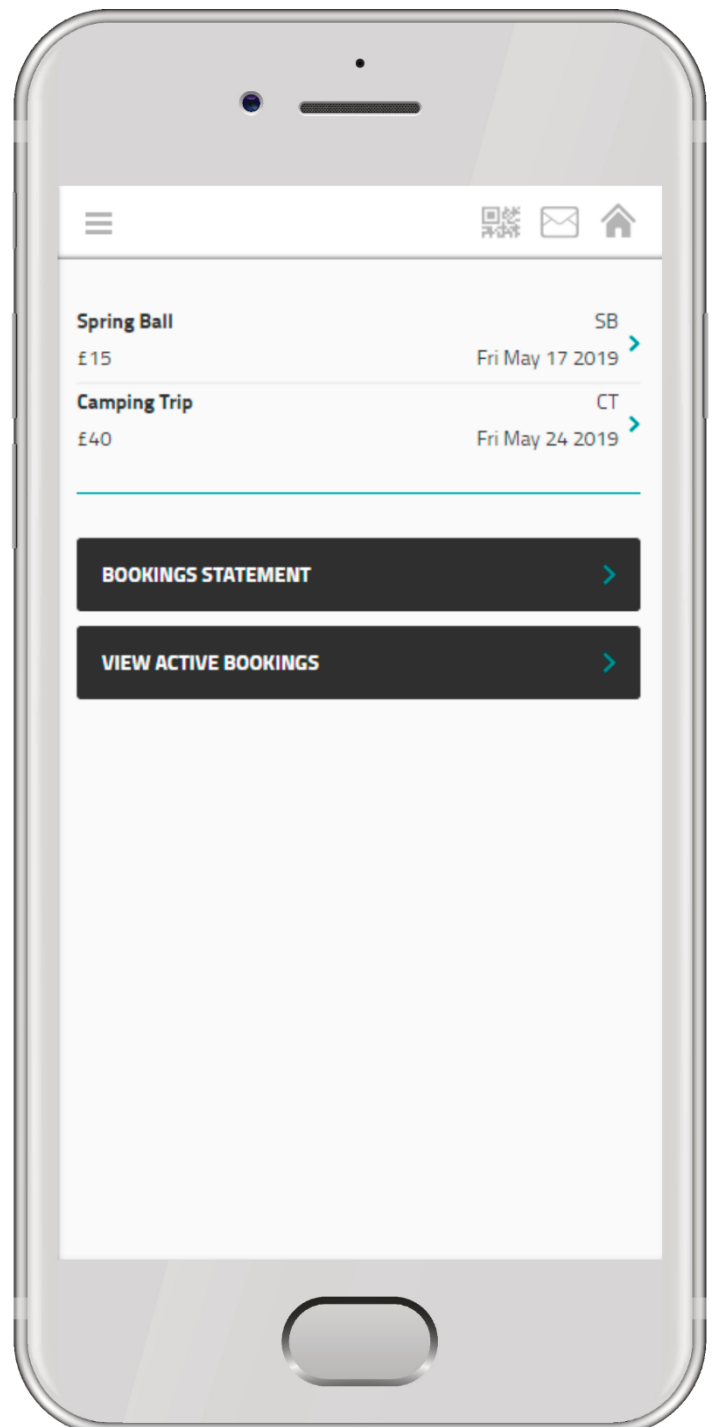 Spring Ball SB
£15 Fri May 17 2019
Camping Trip CT
£40 Fri May 24 2019
BOOKINGS STATEMENT
VIEW ACTIVE BOOKINGS